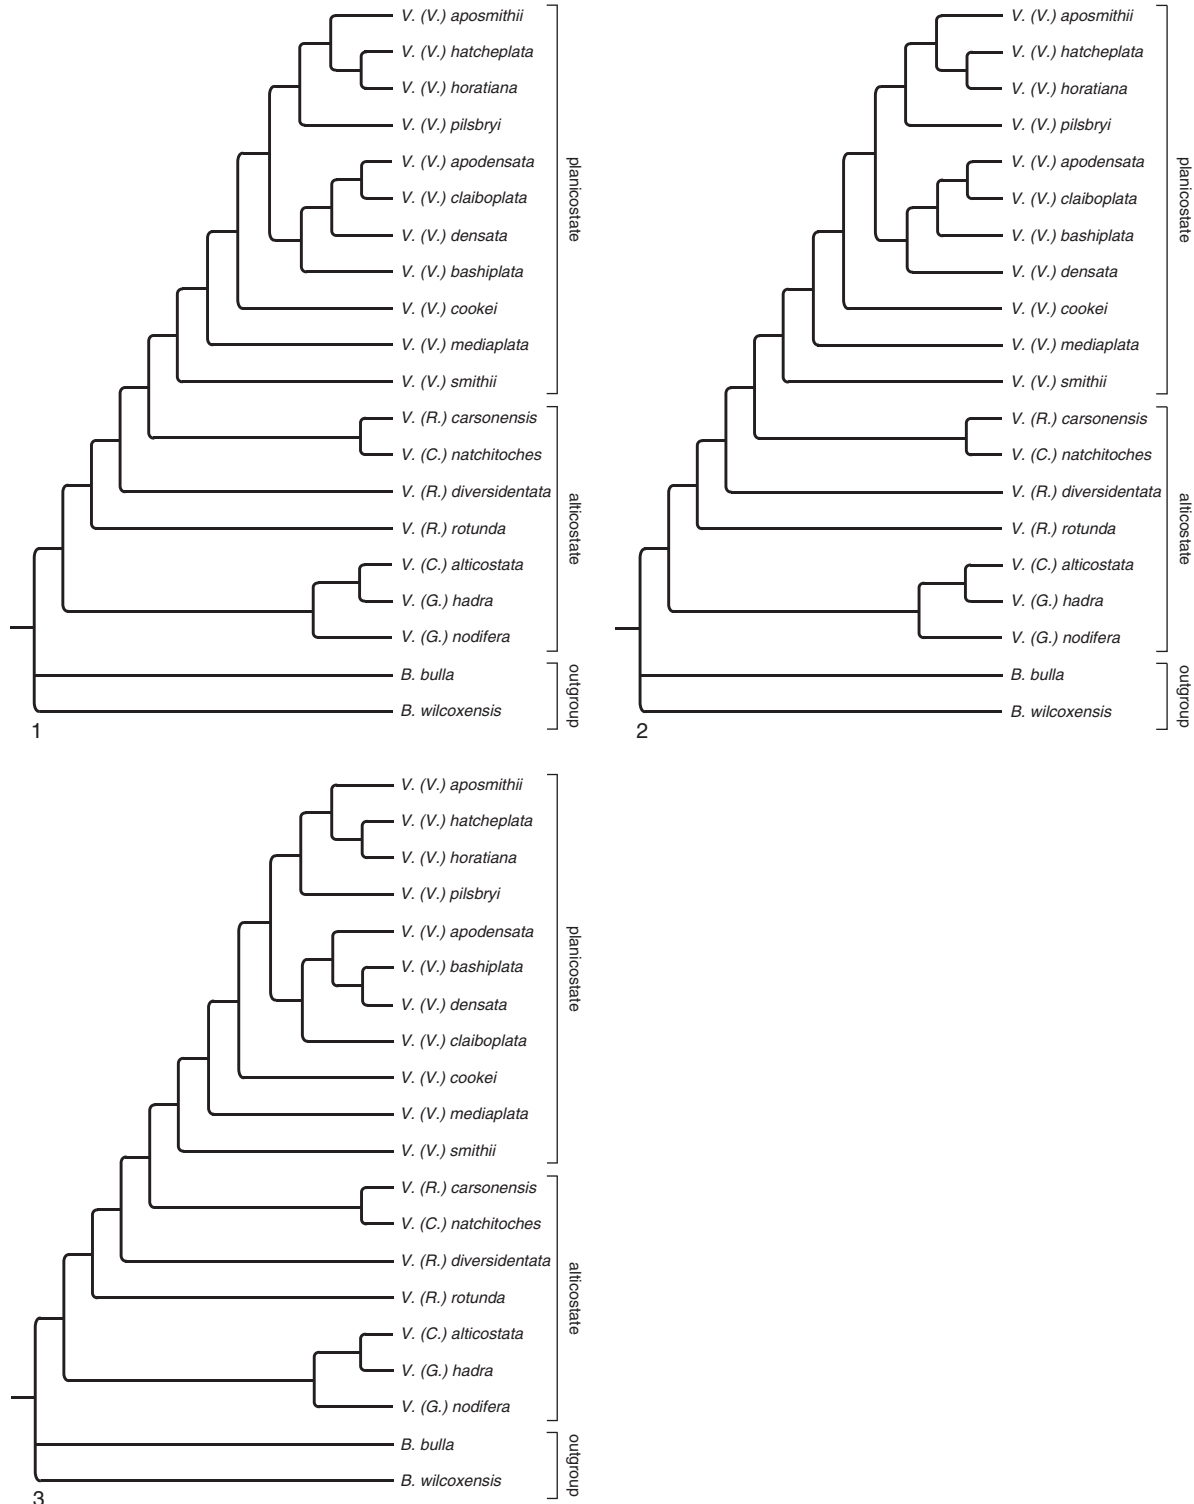 V. (V.) aposmithii
V. (V.) hatcheplata
V. (V.) horatiana
V. (V.) pilsbryi
V. (V.) apodensata
V. (V.) claiboplata
V. (V.) densata
V. (V.) bashiplata
V. (V.) cookei
V. (V.) mediaplata
V. (V.) smithii
planicostate
V. (R.) carsonensis
V. (C.) natchitoches
V. (R.) diversidentata
V. (R.) rotunda
V. (C.) alticostata
V. (G.) hadra
V. (G.) nodifera
alticostate
B. bulla
B. wilcoxensis
outgroup
1
V. (V.) aposmithii
V. (V.) hatcheplata
V. (V.) horatiana
V. (V.) pilsbryi
V. (V.) apodensata
V. (V.) claiboplata
V. (V.) bashiplata
V. (V.) densata
V. (V.) cookei
V. (V.) mediaplata
V. (V.) smithii
planicostate
V. (R.) carsonensis
V. (C.) natchitoches
V. (R.) diversidentata
V. (R.) rotunda
V. (C.) alticostata
V. (G.) hadra
V. (G.) nodifera
alticostate
B. bulla
B. wilcoxensis
outgroup
2
V. (V.) aposmithii
V. (V.) hatcheplata
V. (V.) horatiana
V. (V.) pilsbryi
V. (V.) apodensata
V. (V.) bashiplata
V. (V.) densata
V. (V.) claiboplata
V. (V.) cookei
V. (V.) mediaplata
V. (V.) smithii
planicostate
V. (R.) carsonensis
V. (C.) natchitoches
V. (R.) diversidentata
V. (R.) rotunda
V. (C.) alticostata
V. (G.) hadra
V. (G.) nodifera
alticostate
B. bulla
B. wilcoxensis
outgroup
3